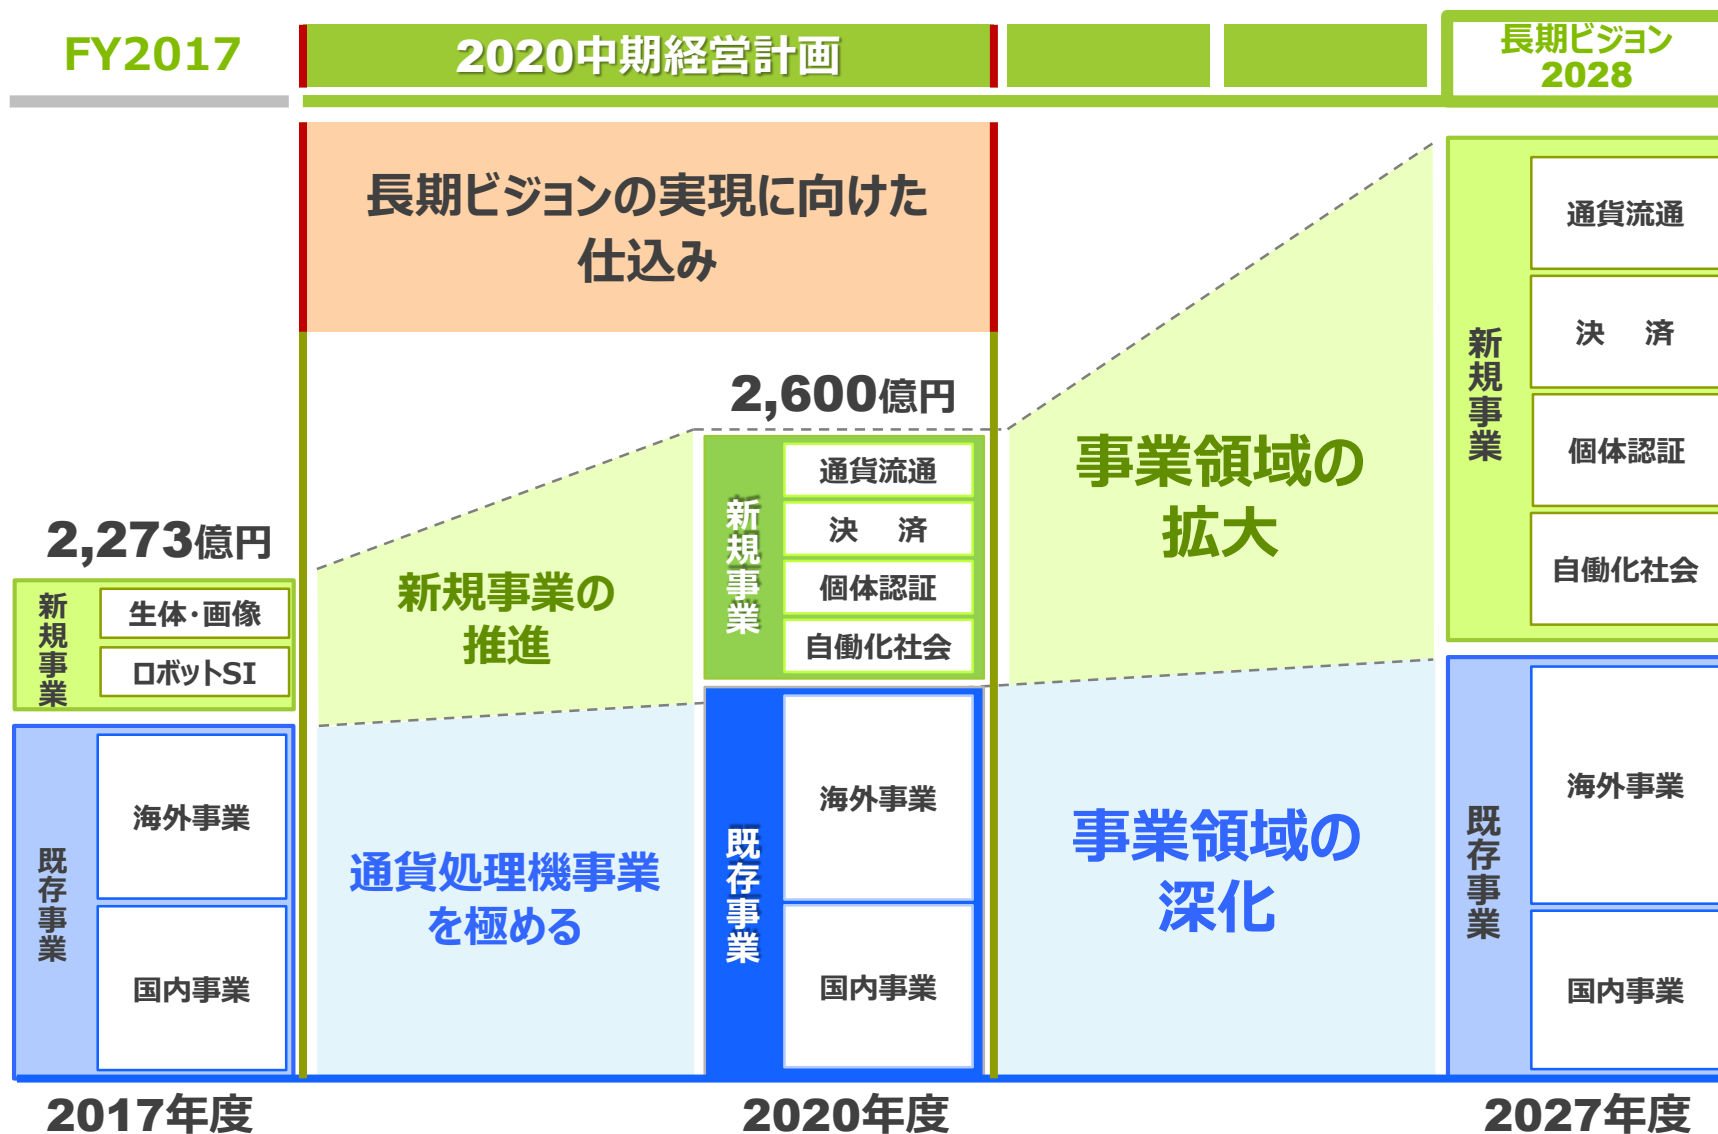 FY2017
2020中期経営計画
長期ビジョン
2028
長期ビジョンの実現に向けた
仕込み
2,273億円
新規事業
生体・画像
ロボットSI
既存事業
海外事業
国内事業
新規事業の
推進
通貨処理機事業
を極める
2,600億円
新規事業
通貨流通
決 済
個体認証
自働化社会
既存事業
海外事業
国内事業
事業領域の
拡大
事業領域の
深化
新規事業
通貨流通
決 済
個体認証
自働化社会
既存事業
海外事業
国内事業
2017年度
2020年度
2027年度